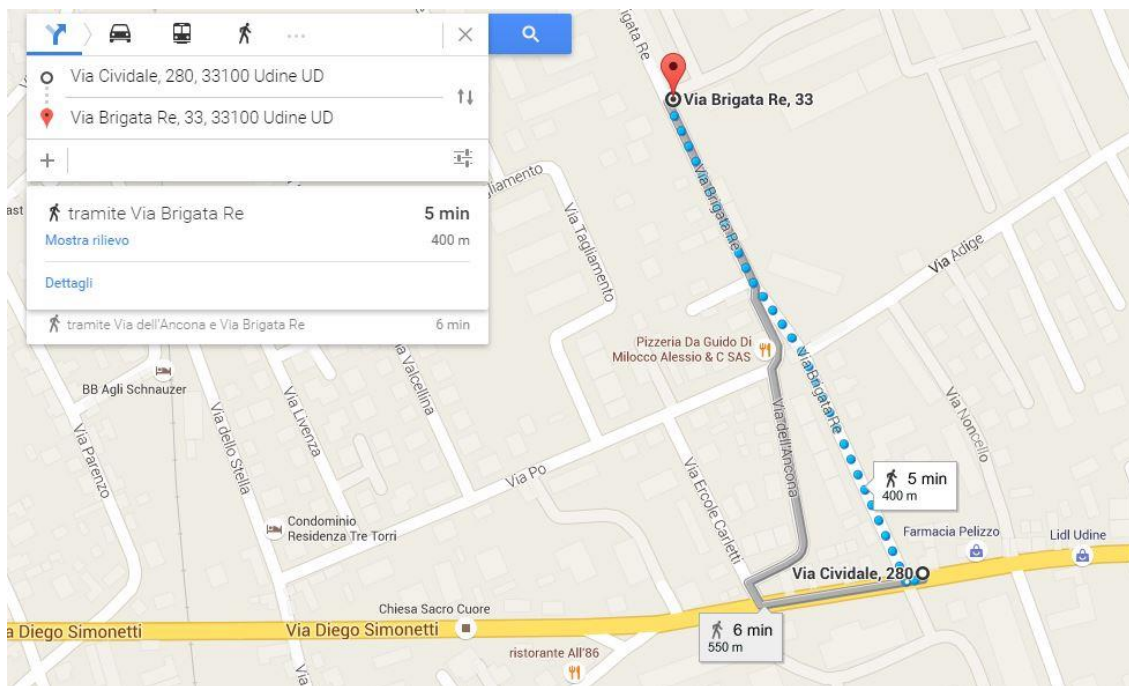 Via Cividale, 280, 33100 Udine UD
Via Brigata Re, 33, 33100 Udine UD
tramite Via Brigata Re 5 min
Mostra rilievo 400 m
Dettagli
tramite Via dell'Ancona e Via Brigata Re 6 min
Brigata Re
Via Brigata Re, 33
Via Brigata Re
Via Tagliamento
Via Adige
Pizzeria Da Guido Di
Milocco Alessio & C SAS
Via Brigata Re
BB Agli Schnauzer
Valcellina
Via Livenza
Via dello Stella
Via Parenzo
Via Po
Via dell'Ancona
Via Noncello
Via Ercole Carletti
5 min
400 m
Condominio
Residenza Tre Torri
Farmacia Pelizzo
Lidl Udine
Via Cividale, 280
Chiesa Sacro Cuore
Diego Simonetti
Via Diego Simonetti
6 min
550 m
ristorante All'86
Via